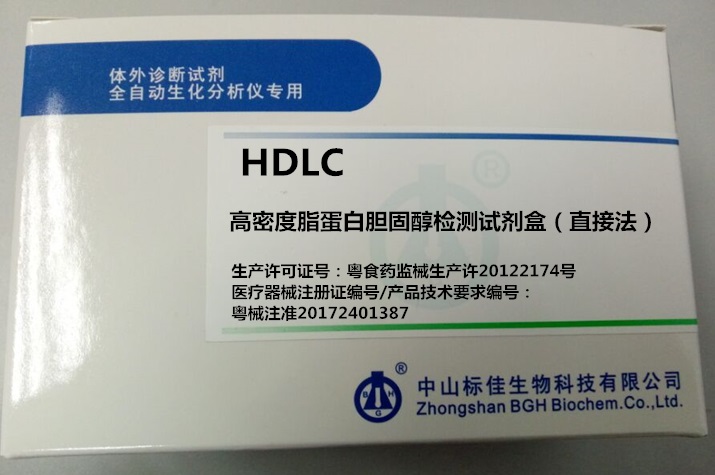 体外诊断试剂
全自动生化分析仪专用
HDLC
高密度脂蛋白胆固醇检测试剂盒（直接法）
生产许可证号：粤食药监械生产许20122174号
医疗器械注册证编号/产品技术要求编号：
粤械注准20172401387
®
B G H
®
中山标佳生物科技有限公司
Zhongshan BGH Biochem.Co.,Ltd.